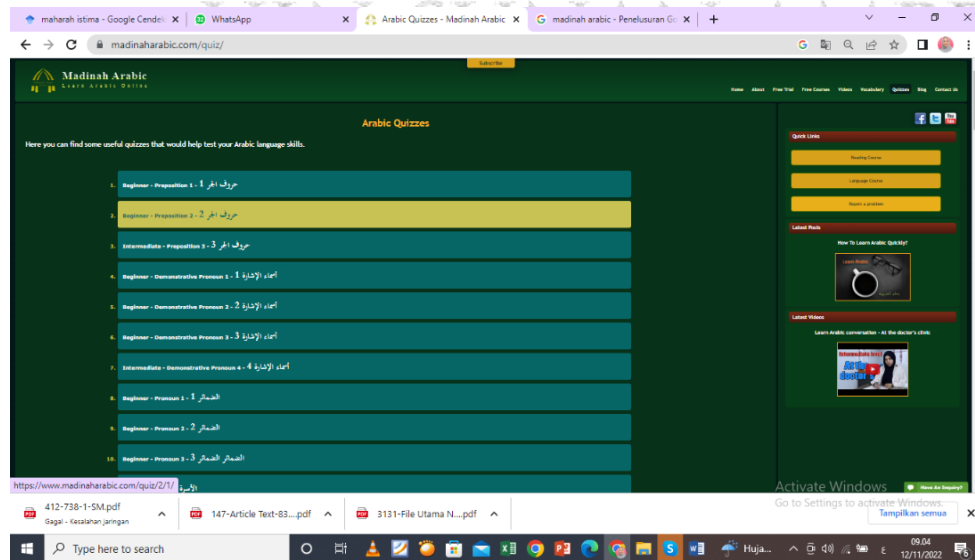 maharah istima - Google Cendek
WhatsApp
Arabic Quizzes - Madinah Arabic
madinah arabic - Penelusuran Go
madinaharabic.com/quiz/
Madinah Arabic
Learn Arabic Online
Subscribe
Home About Free Trial Free Courses Videos Vocabulary Quizzes Blog Contact Us
Arabic Quizzes
Here you can find some useful quizzes that would help test your Arabic language skills.
1. Beginner - Preposition 1 - حروف الجر 1
2. Beginner - Preposition 2 - حروف الجر 2
3. Intermediate - Preposition 3 - حروف الجر 3
4. Beginner - Demonstrative Pronoun 1 - أسماء الإشارة 1
5. Beginner - Demonstrative Pronoun 2 - أسماء الإشارة 2
6. Beginner - Demonstrative Pronoun 3 - أسماء الإشارة 3
7. Intermediate - Demonstrative Pronoun 4 - أسماء الإشارة 4
8. Beginner - Pronoun 1 - الضمائر 1
9. Beginner - Pronoun 2 - الضمائر 2
10. Beginner - Pronoun 3 - الضمائر الضمائر 3
Quick Links
Reading Course
Language Course
Report a problem
Latest Posts
How To Learn Arabic Quickly?
Learn Arabic
Latest Videos
Learn Arabic conversation - At the doctor's clinic
At the
doctor's
https://www.madinaharabic.com/quiz/2/1/
Activate Windows
Go to Settings to activate Windows.
Have An Inquiry?
412-738-1-SM.pdf
Gagal - Kesalahan jaringan
147-Article Text-83....pdf
3131-File Utama N....pdf
Tampilkan semua
Type here to search
Huja...
09.04
12/11/2022